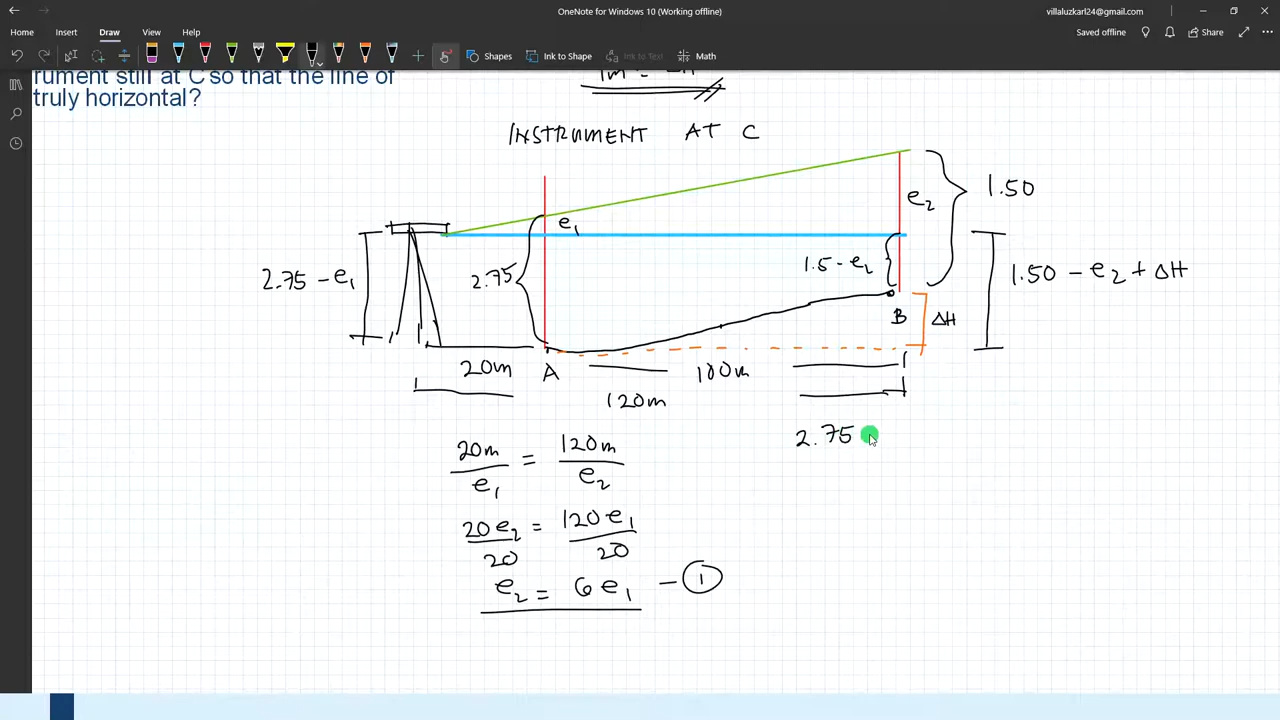 OneNote for Windows 10 (Working offline)
villaluzkarl24@gmail.com
Home Insert Draw View Help
Saved offline
Share
Shapes
Ink to Shape
Ink to Text
Math
rument still at C so that the line of
truly horizontal?
INSTRUMENT AT C
1.50
e2
e1
2.75 - e1
2.75
1.5 - e2
1.50 - e2 + ΔH
B
ΔH
20m
A
100m
120m
2.75
20m = 120m
e1 e2
20e2 = 120e1
20 20
e2 = 6e1 - 1